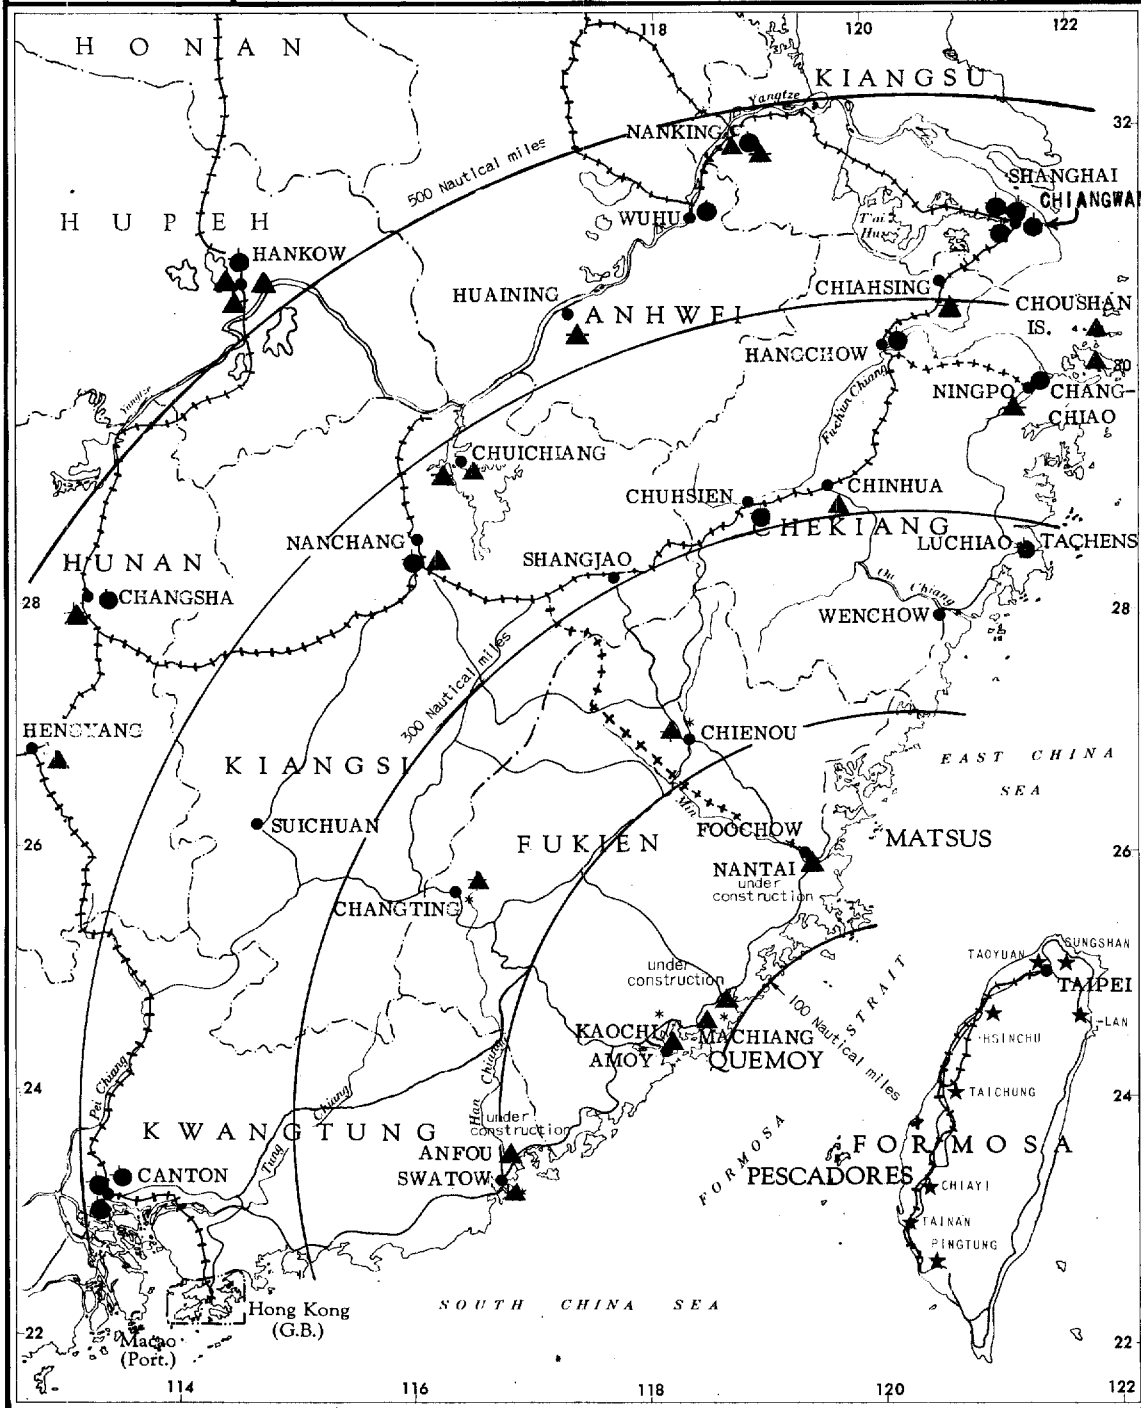 118
120
122
HONAN
KIANGSU
Yangtze
32
NANKING
500 Nautical miles
SHANGHAI
WUHU
T'ai
Hu
HUPEH
HANKOW
CHIAHSING
HUAINING
ANHWEI
CHOUSHAN
IS.
HANGCHOW
30
NINGPO
CHANG-
CHIAO
Yangtze
Fuchun Chiang
CHUICHIANG
CHUHSIEN
CHINHUA
NANCHANG
SHANGJAO
CHEKIANG
LUCHIAO
TACHENS
HUNAN
28
CHANGSHA
28
Chiang
WENCHOW
300 Nautical miles
HENGYANG
CHIENOU
KIANGSI
EAST CHINA
SEA
Min
SUICHUAN
FUKIEN
FOOCHOW
MATSUS
26
26
NANTAI
under
construction
CHANGTING
SUNGSHAN
TAOYUAN
TAIPEI
under
construction
100 Nautical miles
STRAIT
-LAN
HSINCHU
KAOCHI
MACHIANG
AMOY
QUEMOY
Pei Chiang
Han Chiang
24
24
TAICHUNG
Chiang
Tung
KWANGTUNG
under
construction
FORMOSA
FORMOSA
ANFOU
SWATOW
CANTON
PESCADORES
CHIAYI
TAINAN
PINGTUNG
Hong Kong
(G.B.)
SOUTH CHINA SEA
22
22
Macao
(Port.)
114
116
118
120
122